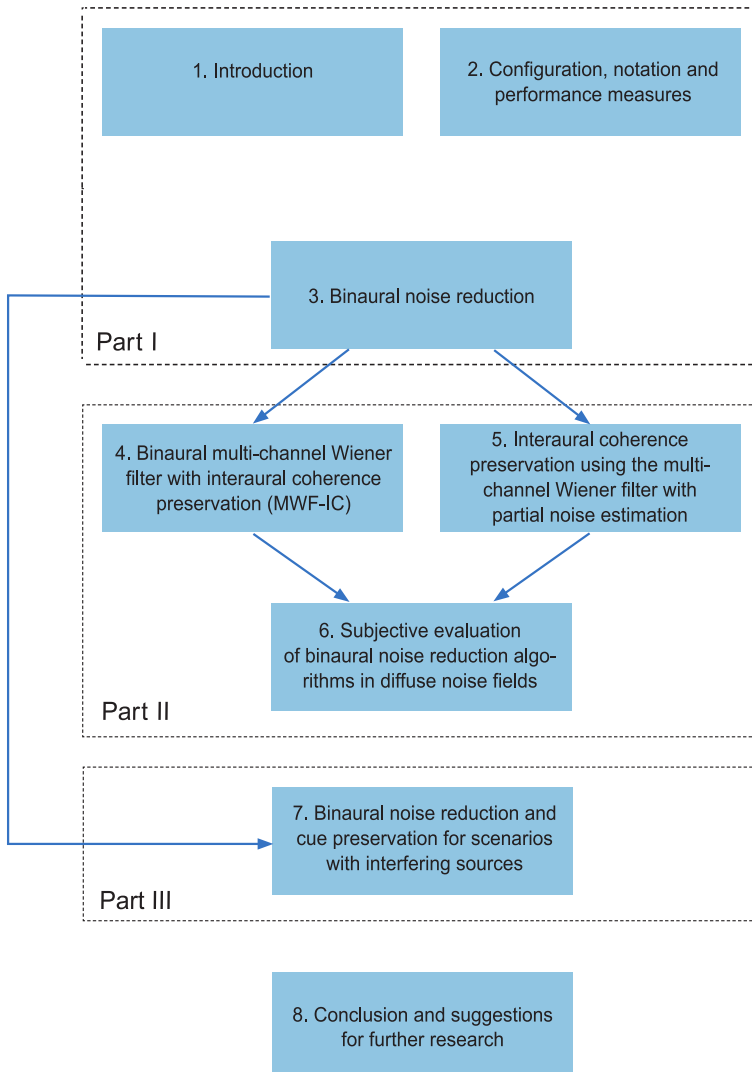 1. Introduction
2. Configuration, notation and
performance measures
3. Binaural noise reduction
Part I
4. Binaural multi-channel Wiener
filter with interaural coherence
preservation (MWF-IC)
5. Interaural coherence
preservation using the multi-
channel Wiener filter with
partial noise estimation
6. Subjective evaluation
of binaural noise reduction algo-
rithms in diffuse noise fields
Part II
7. Binaural noise reduction and
cue preservation for scenarios
with interfering sources
Part III
8. Conclusion and suggestions
for further research